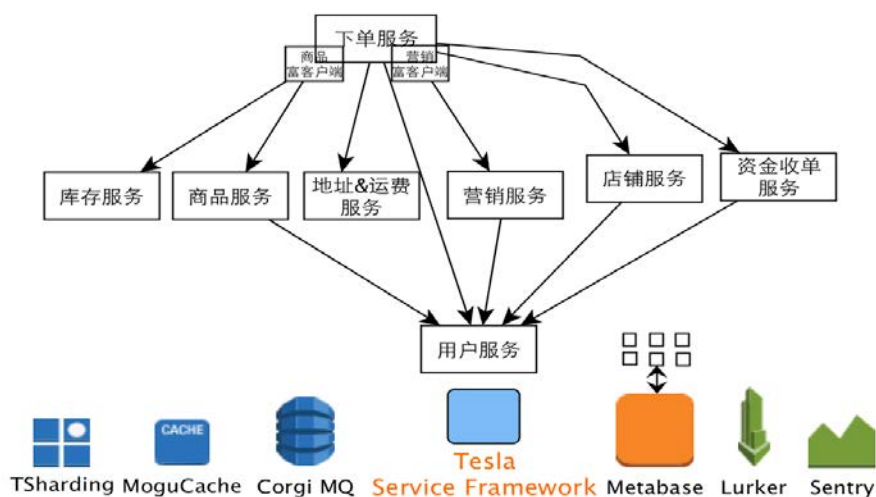 下单服务
商品
富客户端
营销
富客户端
库存服务
商品服务
地址&运费
服务
营销服务
店铺服务
资金收单
服务
用户服务
CACHE
TSharding
MoguCache
Corgi MQ
Tesla
Service Framework
Metabase
Lurker
Sentry